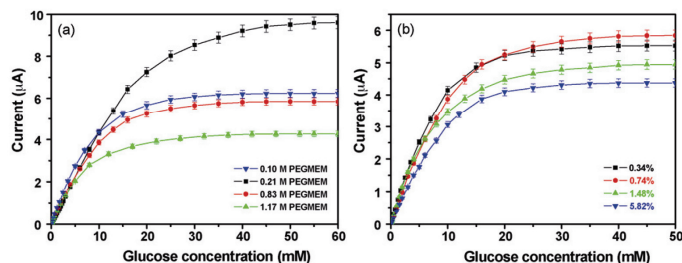 (a)
Current (μA)
10
8
6
4
2
0
0.10 M PEGMEM
0.21 M PEGMEM
0.83 M PEGMEM
1.17 M PEGMEM
0 10 20 30 40 50 60
Glucose concentration (mM)
(b)
Current (μA)
6
5
4
3
2
1
0
0.34%
0.74%
1.48%
5.82%
0 10 20 30 40 50
Glucose concentration (mM)